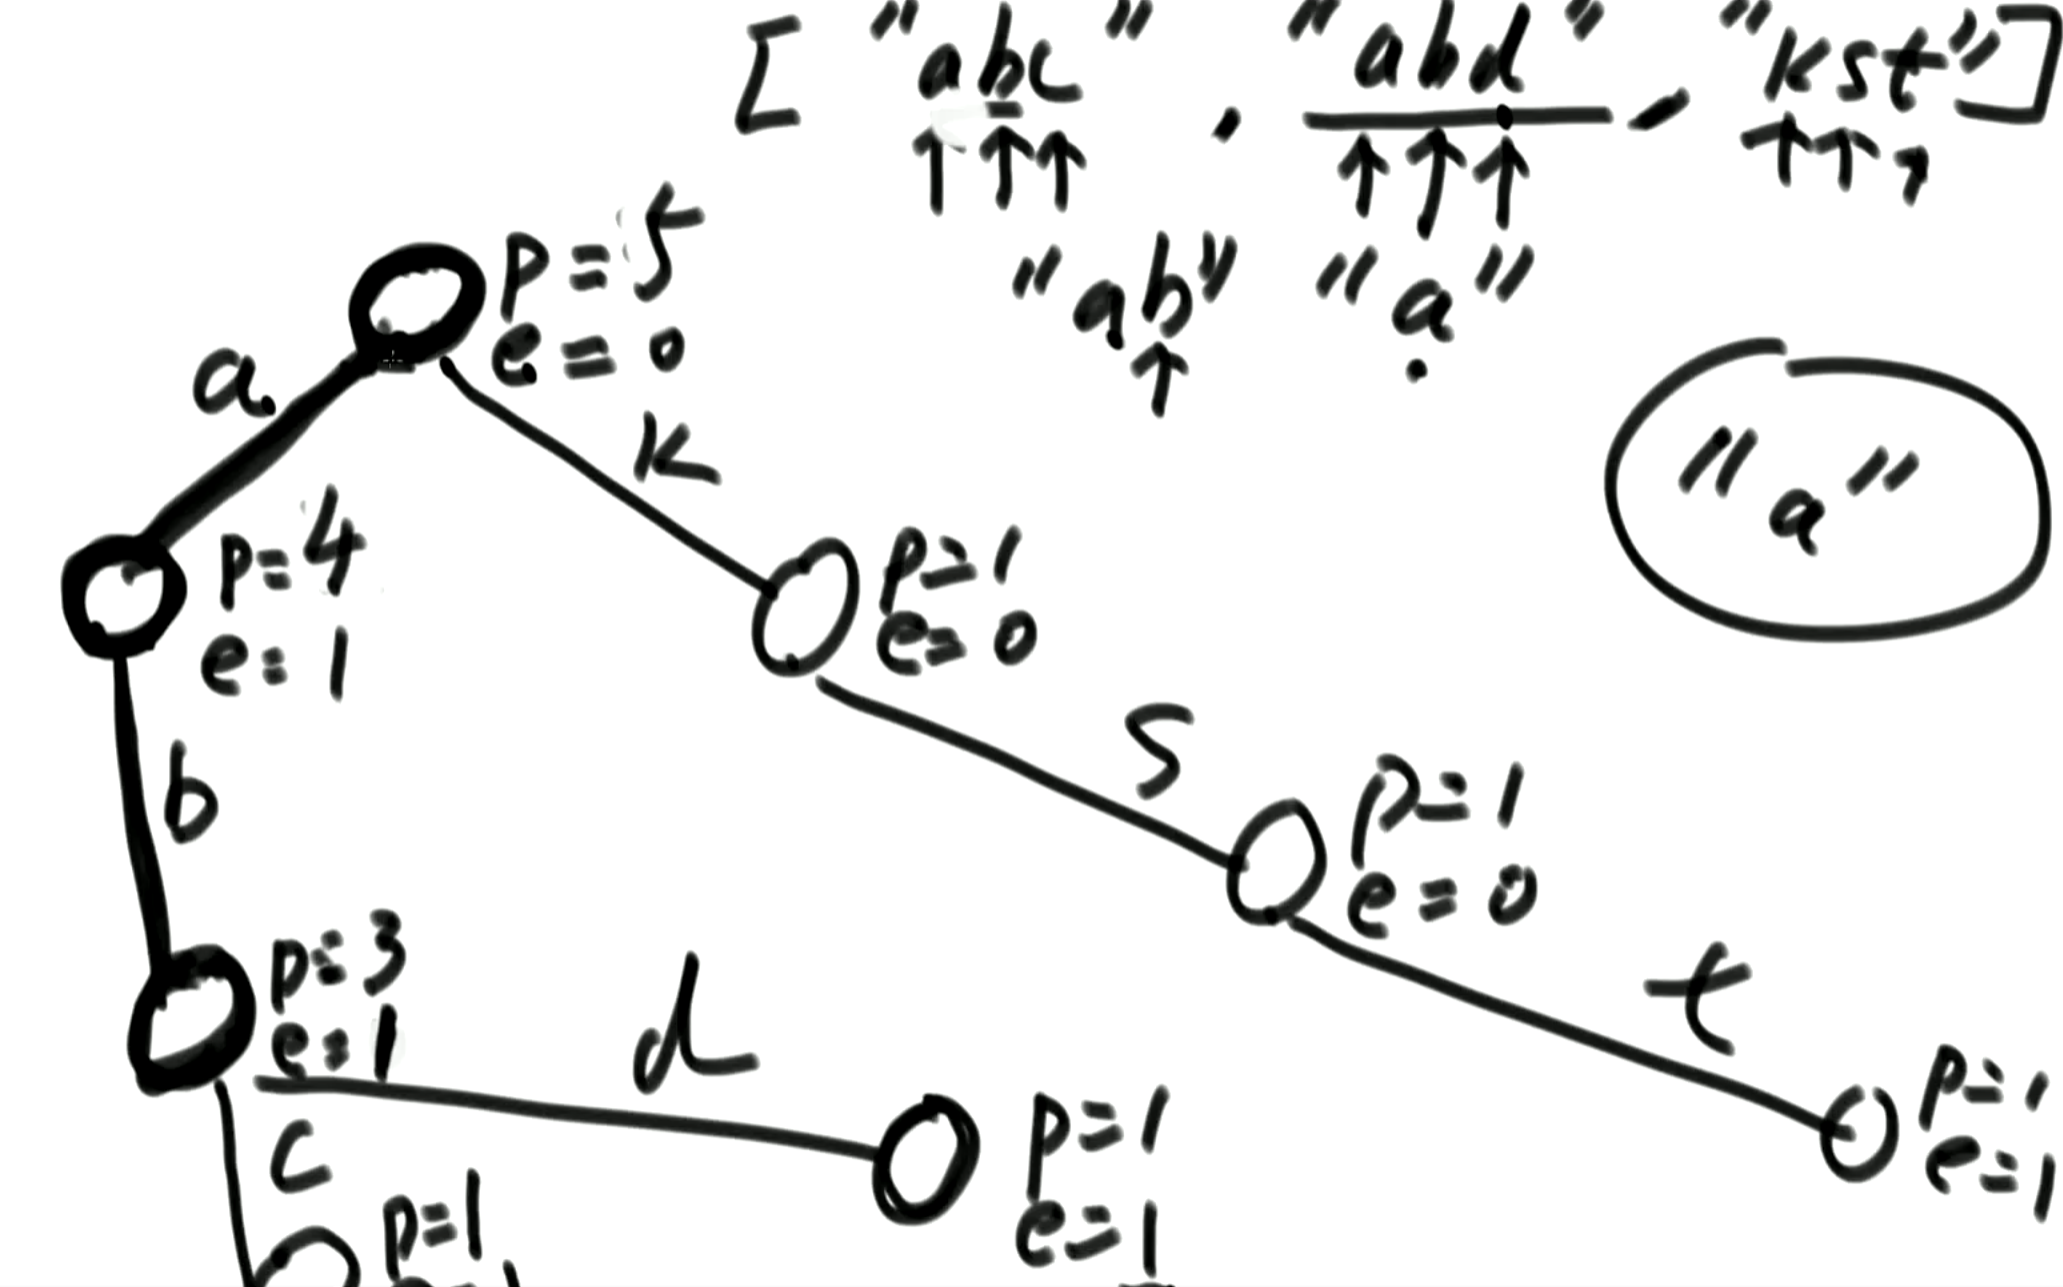 ["abc", "abd", "kst"]
"ab" "a"
p=5
e=0
a
k
"a"
p=4
e=1
p=1
e=0
b
s
p=1
e=0
p=3
e=1
d
t
c
p=1
e=1
p=1
e=1
p=1